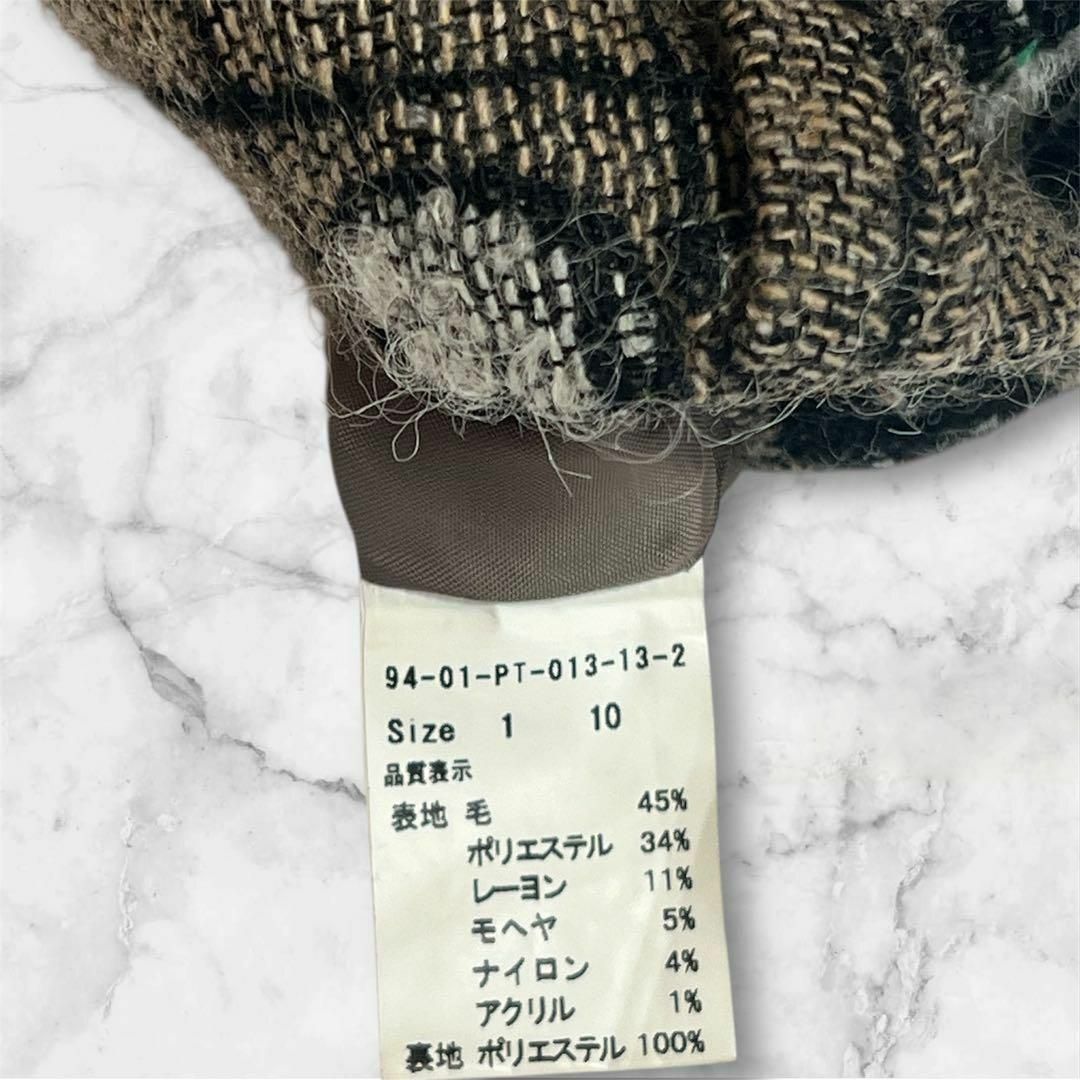 94-01-PT-013-13-2
Size 1 10
品質表示
表地 毛 45%
ポリエステル 34%
レーヨン 11%
モヘヤ 5%
ナイロン 4%
アクリル 1%
裏地 ポリエステル 100%